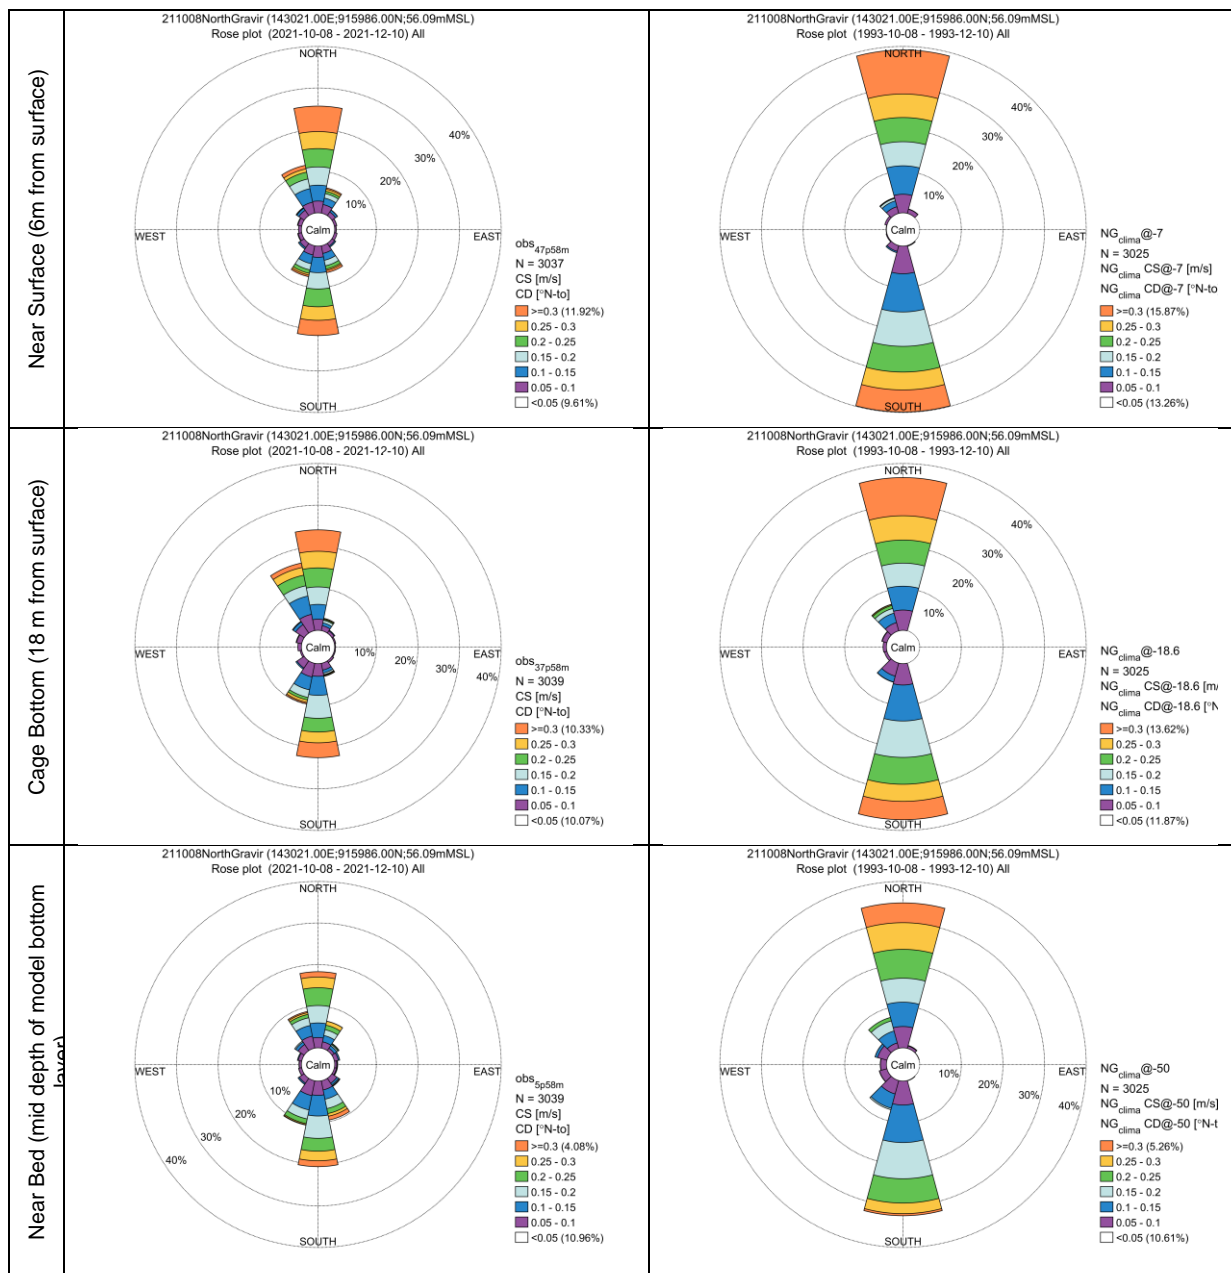 Near Surface (6m from surface)
211008NorthGravir (143021.00E;915986.00N;56.09mMSL)
Rose plot (2021-10-08 - 2021-12-10) All
NORTH
40%
30%
20%
10%
WEST
Calm
EAST
SOUTH
obs47p58m
N = 3037
CS [m/s]
CD [°N-to]
>=0.3 (11.92%)
0.25 - 0.3
0.2 - 0.25
0.15 - 0.2
0.1 - 0.15
0.05 - 0.1
<0.05 (9.61%)
211008NorthGravir (143021.00E;915986.00N;56.09mMSL)
Rose plot (1993-10-08 - 1993-12-10) All
NORTH
40%
30%
20%
10%
WEST
Calm
EAST
SOUTH
NGclima@-7
N = 3025
NGclima CS@-7 [m/s]
NGclima CD@-7 [°N-to
>=0.3 (15.87%)
0.25 - 0.3
0.2 - 0.25
0.15 - 0.2
0.1 - 0.15
0.05 - 0.1
<0.05 (13.26%)
Cage Bottom (18 m from surface)
211008NorthGravir (143021.00E;915986.00N;56.09mMSL)
Rose plot (2021-10-08 - 2021-12-10) All
NORTH
WEST
Calm
10%
20%
30%
40%
EAST
SOUTH
obs37p58m
N = 3039
CS [m/s]
CD [°N-to]
>=0.3 (10.33%)
0.25 - 0.3
0.2 - 0.25
0.15 - 0.2
0.1 - 0.15
0.05 - 0.1
<0.05 (10.07%)
211008NorthGravir (143021.00E;915986.00N;56.09mMSL)
Rose plot (1993-10-08 - 1993-12-10) All
NORTH
40%
30%
20%
10%
WEST
Calm
EAST
SOUTH
NGclima@-18.6
N = 3025
NGclima CS@-18.6 [m/
NGclima CD@-18.6 [°N
>=0.3 (13.62%)
0.25 - 0.3
0.2 - 0.25
0.15 - 0.2
0.1 - 0.15
0.05 - 0.1
<0.05 (11.87%)
Near Bed (mid depth of model bottom
layer)
211008NorthGravir (143021.00E;915986.00N;56.09mMSL)
Rose plot (2021-10-08 - 2021-12-10) All
NORTH
WEST
Calm
EAST
10%
20%
30%
40%
SOUTH
obs5p58m
N = 3039
CS [m/s]
CD [°N-to]
>=0.3 (4.08%)
0.25 - 0.3
0.2 - 0.25
0.15 - 0.2
0.1 - 0.15
0.05 - 0.1
<0.05 (10.96%)
211008NorthGravir (143021.00E;915986.00N;56.09mMSL)
Rose plot (1993-10-08 - 1993-12-10) All
NORTH
WEST
Calm
EAST
10%
20%
30%
40%
SOUTH
NGclima@-50
N = 3025
NGclima CS@-50 [m/s]
NGclima CD@-50 [°N-t
>=0.3 (5.26%)
0.25 - 0.3
0.2 - 0.25
0.15 - 0.2
0.1 - 0.15
0.05 - 0.1
<0.05 (10.61%)